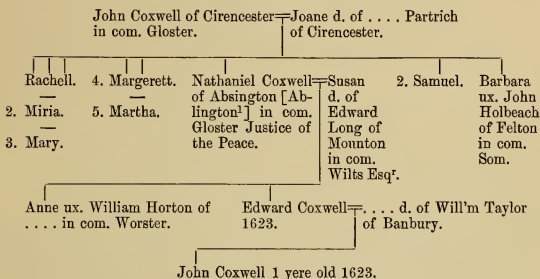 John Coxwell of Cirencester=Joane d. of . . . . Partrich
in com. Gloster. of Cirencester.
Rachell.
—
2. Miria.
—
3. Mary.
4. Margerett.
—
5. Martha.
Nathaniel Coxwell=Susan
of Absington [Ab-
lington¹] in com.
Gloster Justice of
the Peace.
d. of
Edward
Long of
Mounton
in com.
Wilts Esqʳ.
2. Samuel.
Barbara
ux. John
Holbeach
of Felton
in com.
Som.
Anne ux. William Horton of
. . . . in com. Worster.
Edward Coxwell=. . . . d. of Will'm Taylor
1623. of Banbury.
John Coxwell 1 yere old 1623.